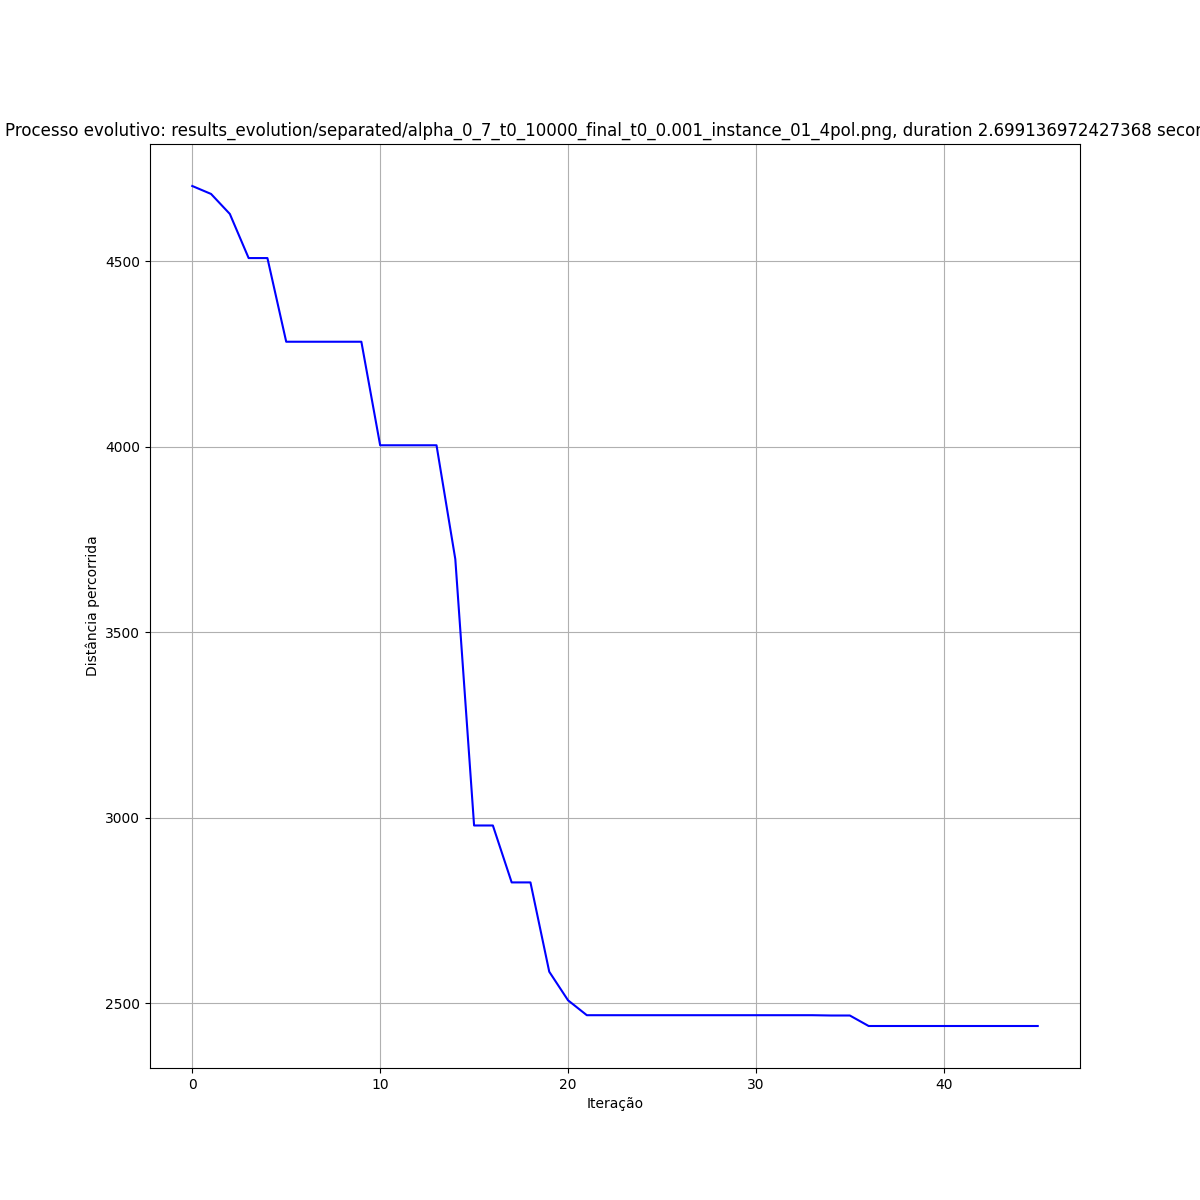 Processo evolutivo: results_evolution/separated/alpha_0_7_t0_10000_final_t0_0.001_instance_01_4pol.png, duration 2.699136972427368 secon
4500
4000
3500
3000
2500
Distância percorrida
0 10 20 30 40
Iteração